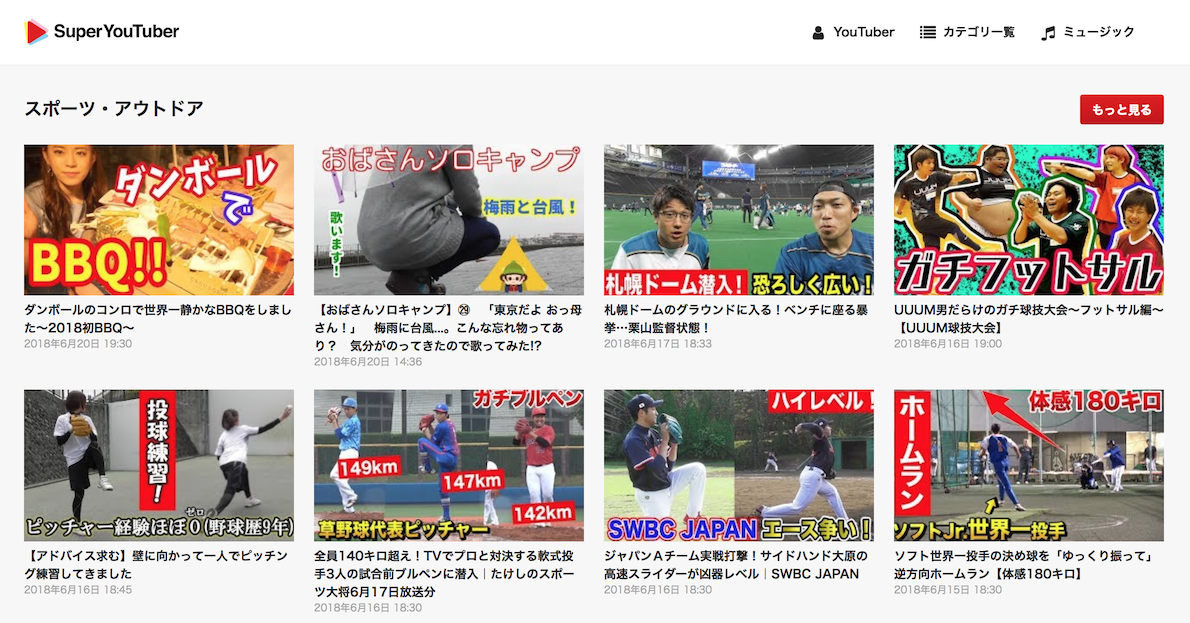 SuperYouTuber
YouTuber
カテゴリ一覧
ミュージック
スポーツ・アウトドア
もっと見る
ダンボール
で
BBQ!!
おばさんソロキャンプ
歌います！
梅雨と台風！
札幌ドーム潜入！恐ろしく広い！
ガチフットサル
ダンボールのコンロで世界一静かなBBQをしまし
た〜2018初BBQ〜
2018年6月20日 19:30
【おばさんソロキャンプ】㉙　「東京だよ おっ母
さん！」　梅雨に台風...。こんな忘れ物ってあ
り？　気分がのってきたので歌ってみた!?
2018年6月20日 14:36
札幌ドームのグラウンドに入る！ベンチに座る暴
挙…栗山監督状態！
2018年6月17日 18:33
UUUM男だらけのガチ球技大会〜フットサル編〜
【UUUM球技大会】
2018年6月16日 19:00
投球練習！
ゼロ
ピッチャー経験ほぼ０(野球歴9年)
ガチブルペン
149km
147km
142km
草野球代表ピッチャー
ハイレベル！
SWBC JAPAN エース争い！
ホームラン
体感180キロ
ソフトJr.世界一投手
【アドバイス求む】壁に向かって一人でピッチン
グ練習してきました
2018年6月16日 18:45
全員140キロ超え！TVでプロと対決する軟式投
手3人の試合前ブルペンに潜入｜たけしのスポー
ツ大将6月17日放送分
2018年6月16日 18:30
ジャパンＡチーム実戦打撃！サイドハンド大原の
高速スライダーが凶器レベル｜SWBC JAPAN
2018年6月16日 18:30
ソフト世界一投手の決め球を「ゆっくり振って」
逆方向ホームラン【体感180キロ】
2018年6月15日 18:30